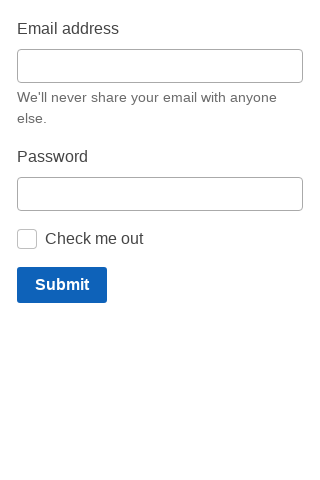 Email address
We'll never share your email with anyone
else.
Password
Check me out
Submit